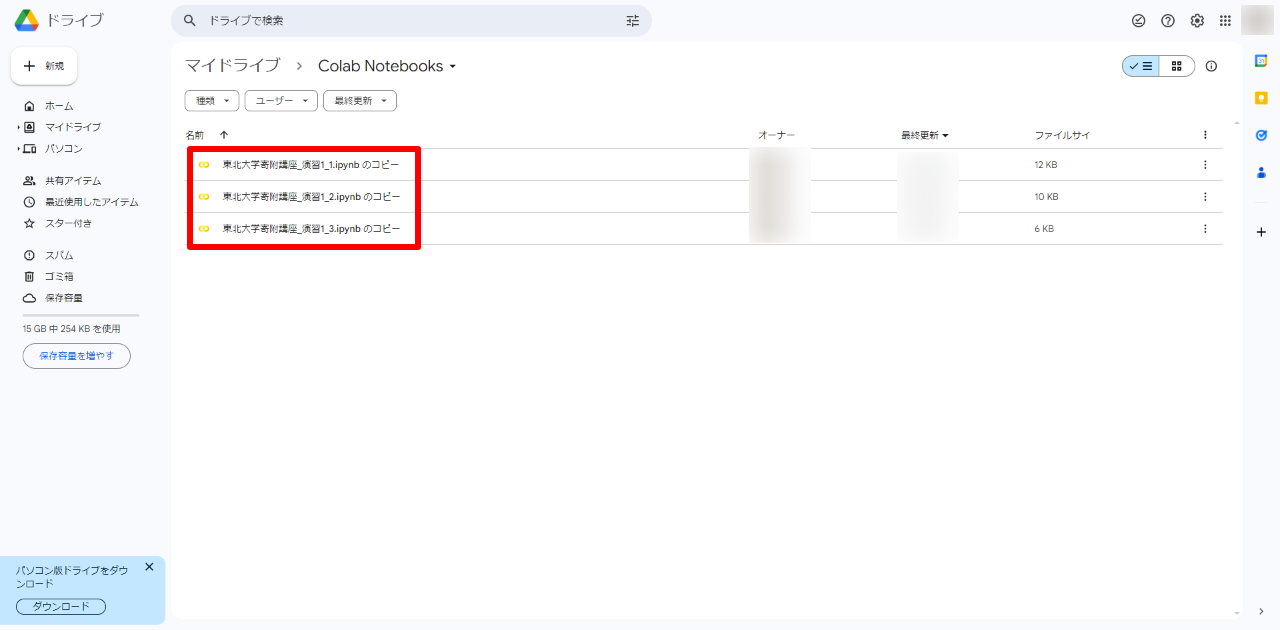 ドライブ
ドライブで検索
新規
ホーム
マイドライブ
パソコン
共有アイテム
最近使用したアイテム
スター付き
スパム
ゴミ箱
保存容量
15 GB 中 254 KB を使用
保存容量を増やす
パソコン版ドライブをダウ
ンロード
ダウンロード
マイドライブ > Colab Notebooks
種類 ユーザー 最終更新
名前 オーナー 最終更新 ファイルサイ
東北大学寄附講座_演習1_1.ipynb のコピー 12 KB
東北大学寄附講座_演習1_2.ipynb のコピー 10 KB
東北大学寄附講座_演習1_3.ipynb のコピー 6 KB
31